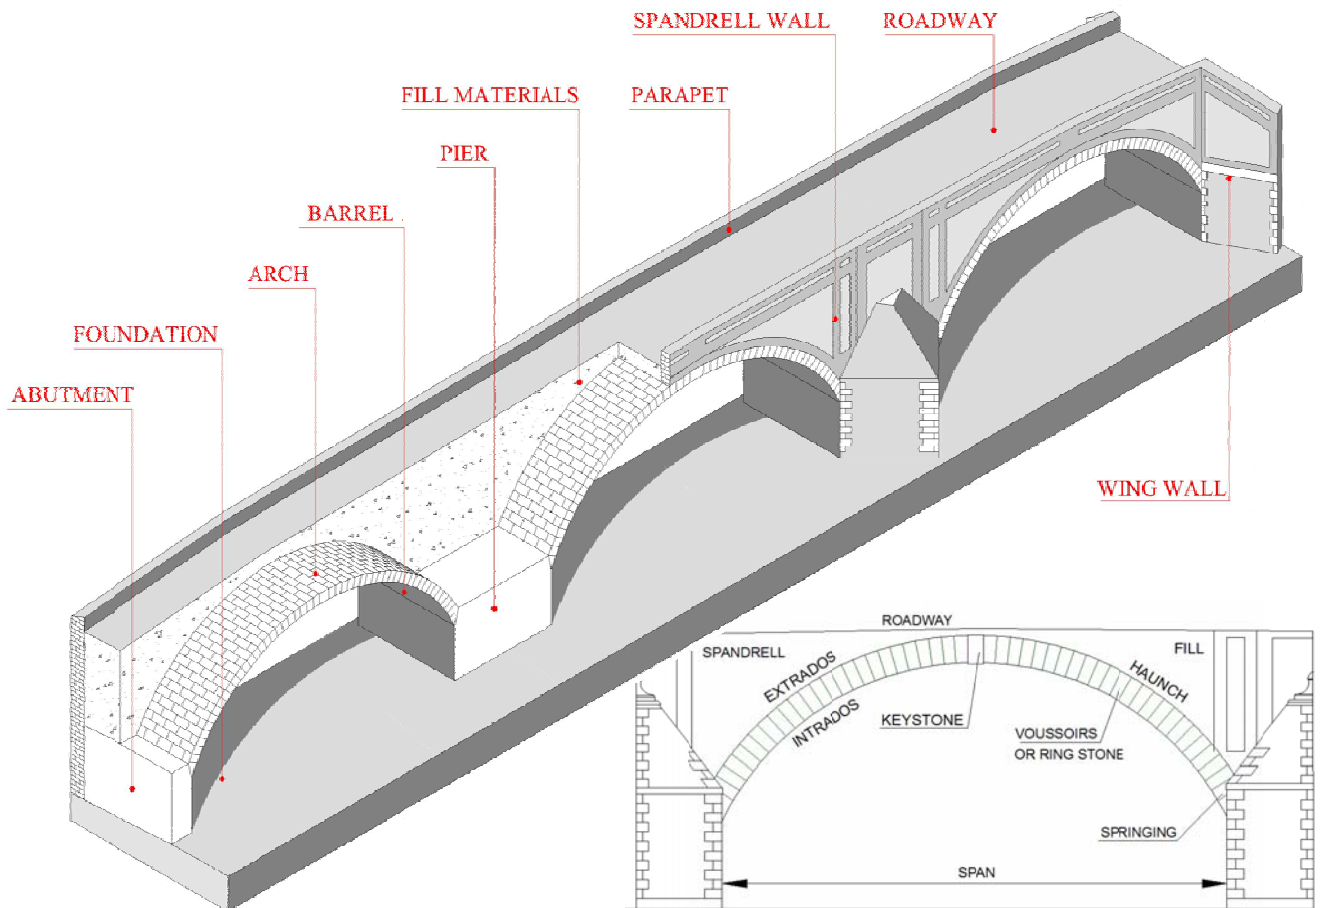 SPANDRELL WALL
ROADWAY
FILL MATERIALS
PARAPET
PIER
BARREL
ARCH
FOUNDATION
ABUTMENT
WING WALL
ROADWAY
SPANDRELL
FILL
EXTRADOS
HAUNCH
INTRADOS
KEYSTONE
VOUSSOIRS
OR RING STONE
SPRINGING
SPAN